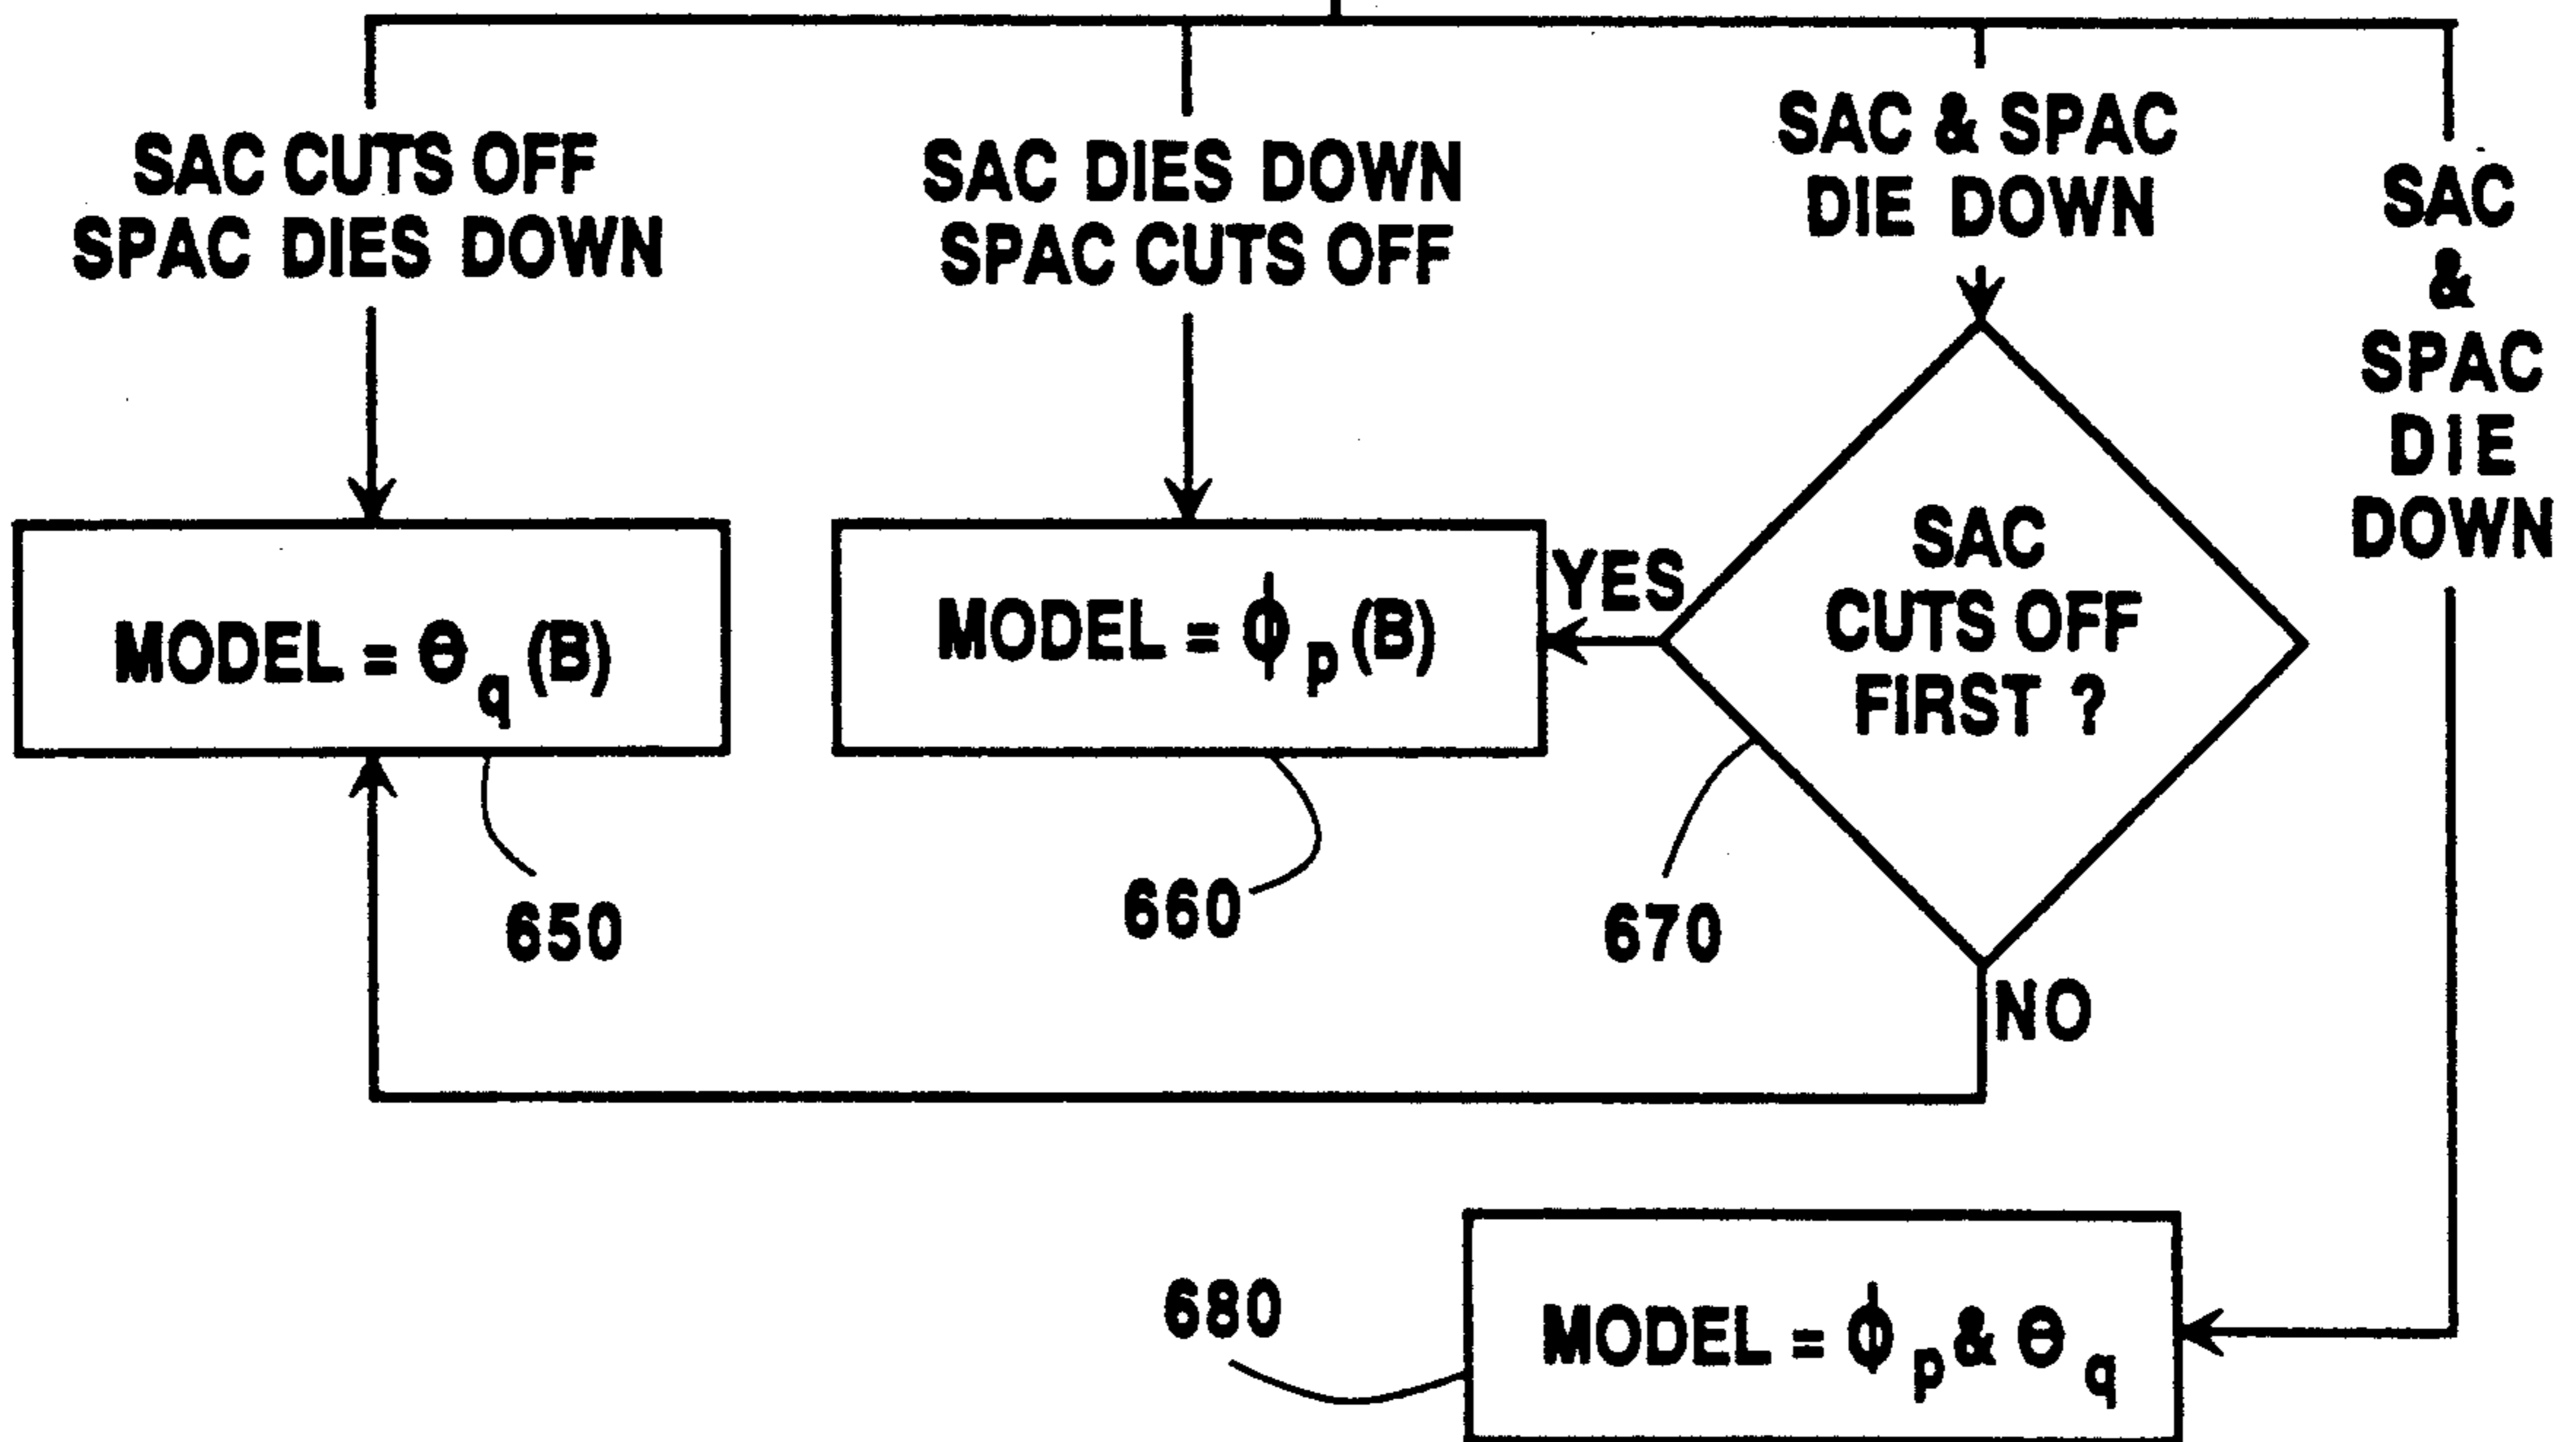 SAC CUTS OFF
SPAC DIES DOWN
SAC DIES DOWN
SPAC CUTS OFF
SAC & SPAC
DIE DOWN
SAC
&
SPAC
DIE
DOWN
MODEL = Θq (B)
MODEL = ϕp (B)
YES
SAC
CUTS OFF
FIRST ?
650
660
670
NO
680
MODEL = ϕp & Θq